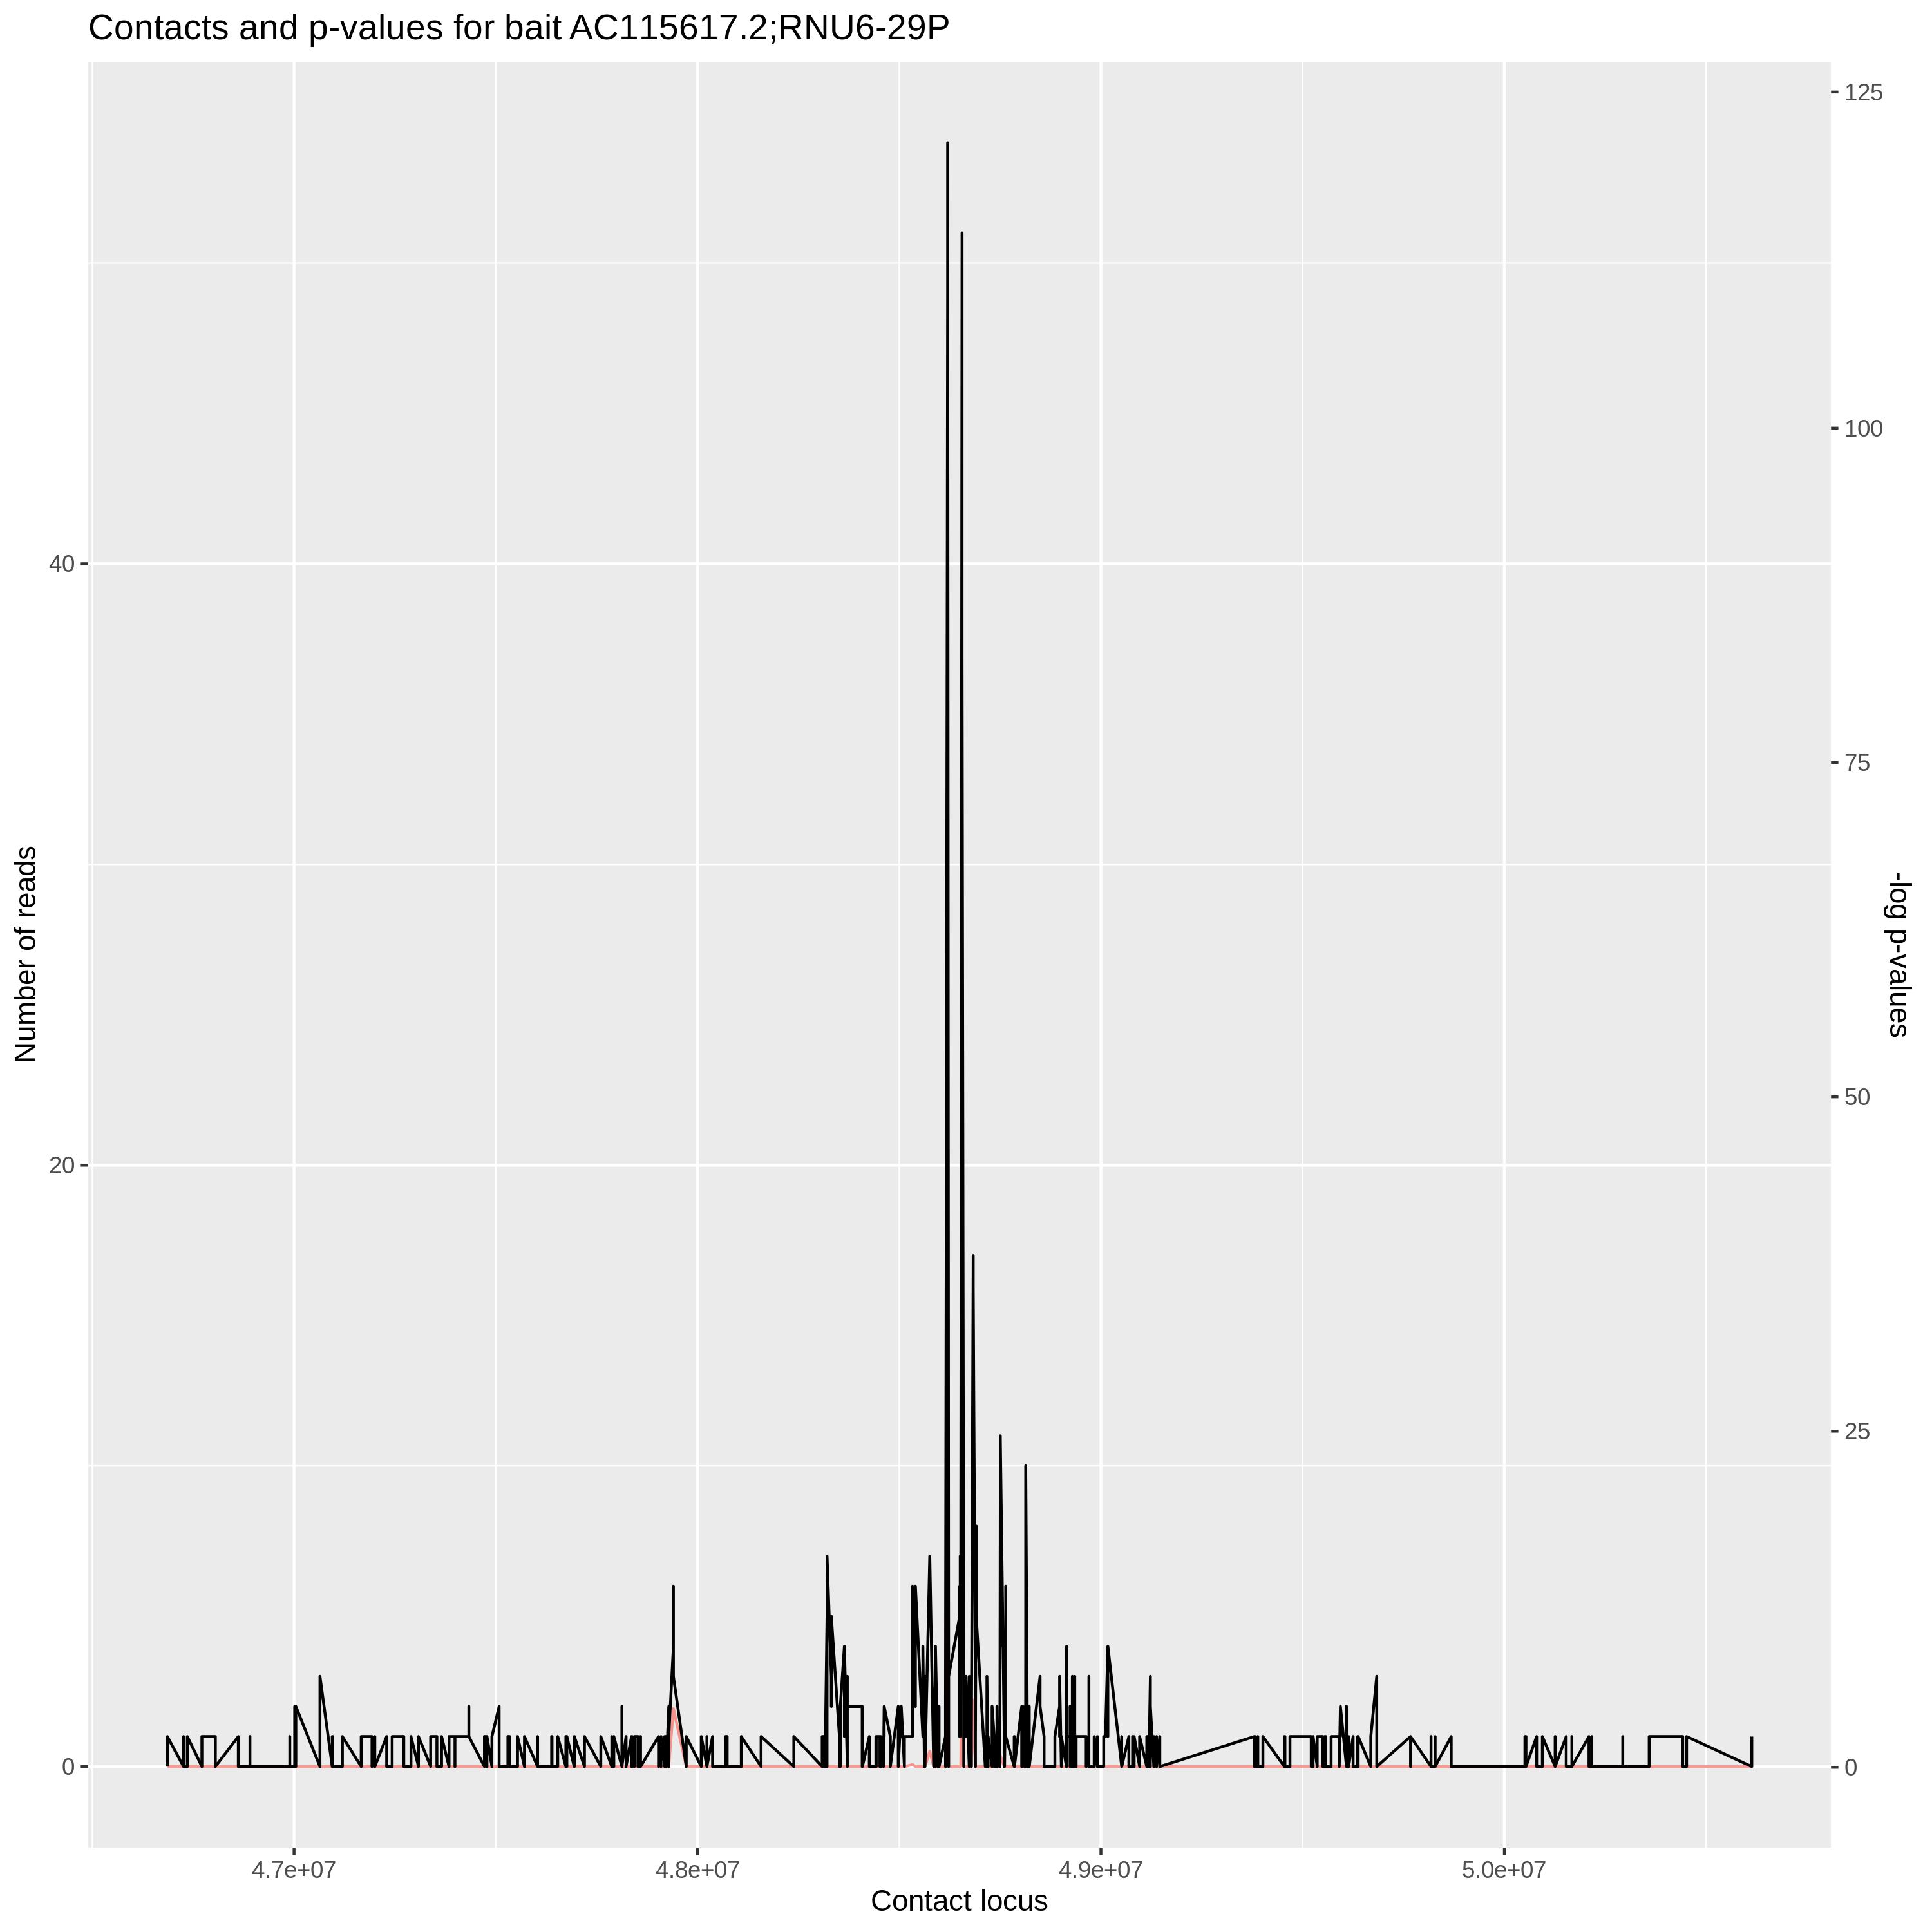 Contacts and p-values for bait AC115617.2;RNU6-29P
125
100
40
75
Number of reads
-log p-values
50
20
25
0
0
4.7e+07
4.8e+07
4.9e+07
5.0e+07
Contact locus